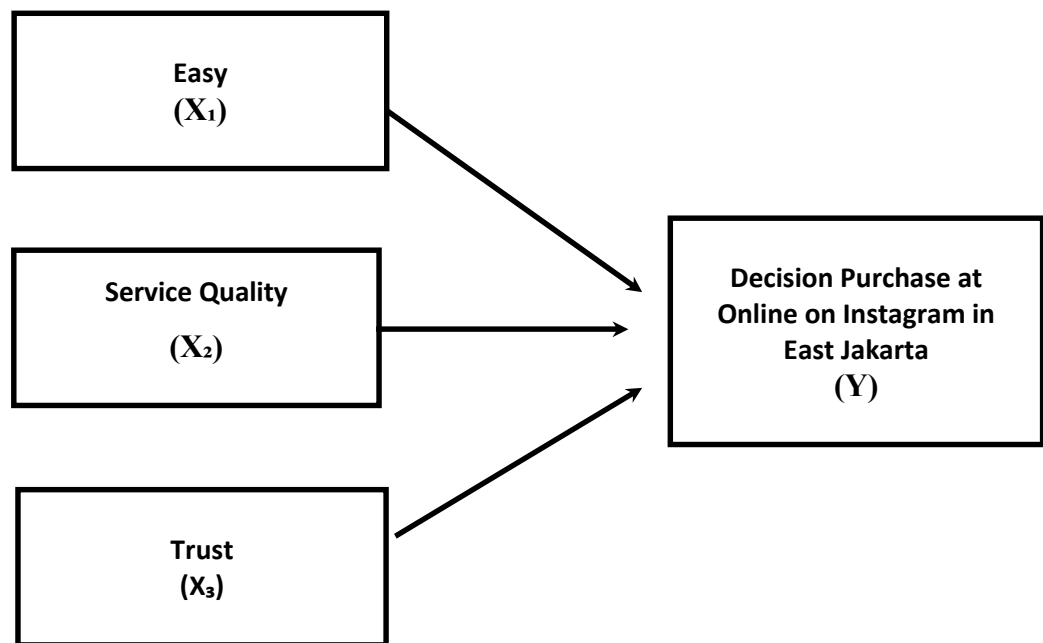 Easy
(X₁)
Service Quality
(X₂)
Trust
(X₃)
Decision Purchase at
Online on Instagram in
East Jakarta
(Y)